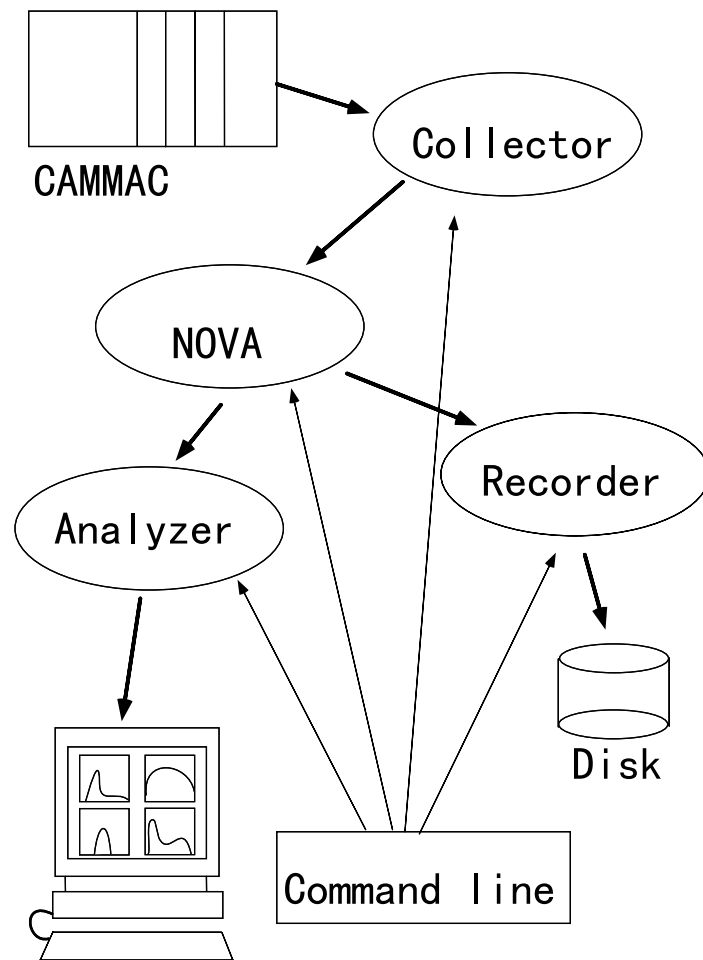 Collector
CAMMAC
NOVA
Recorder
Analyzer
Disk
Command line